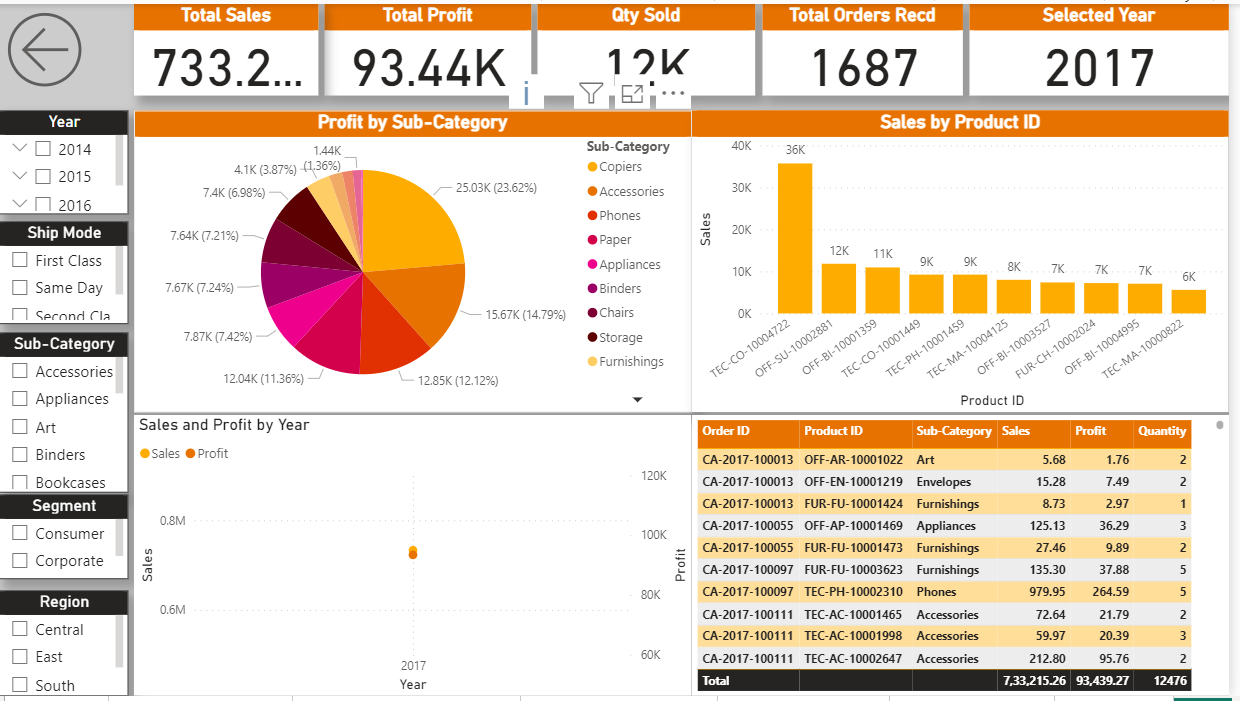 Total Sales
733.2...
Total Profit
93.44K
Qty Sold
12K
Total Orders Recd
1687
Selected Year
2017
Year
2014
2015
2016
Ship Mode
First Class
Same Day
Second Cla
Sub-Category
Accessories
Appliances
Art
Binders
Bookcases
Segment
Consumer
Corporate
Region
Central
East
South
Profit by Sub-Category
1.44K
(1.36%)
4.1K (3.87%)
7.4K (6.98%)
7.64K (7.21%)
7.67K (7.24%)
7.87K (7.42%)
12.04K (11.36%)
12.85K (12.12%)
15.67K (14.79%)
25.03K (23.62%)
Sub-Category
Copiers
Accessories
Phones
Paper
Appliances
Binders
Chairs
Storage
Furnishings
Sales by Product ID
Sales
40K
30K
20K
10K
0K
36K
12K
11K
9K
9K
8K
7K
7K
7K
6K
TEC-CO-10004722
OFF-SU-10002881
OFF-BI-10001359
TEC-CO-10001449
TEC-PH-10001459
TEC-MA-10004125
OFF-BI-10003527
FUR-CH-10002024
OFF-BI-10004995
TEC-MA-10000822
Product ID
Sales and Profit by Year
Sales Profit
Sales
0.8M
0.6M
120K
100K
80K
60K
Profit
2017
Year
Order ID Product ID Sub-Category Sales Profit Quantity
CA-2017-100013 OFF-AR-10001022 Art 5.68 1.76 2
CA-2017-100013 OFF-EN-10001219 Envelopes 15.28 7.49 2
CA-2017-100013 FUR-FU-10001424 Furnishings 8.73 2.97 1
CA-2017-100055 OFF-AP-10001469 Appliances 125.13 36.29 3
CA-2017-100055 FUR-FU-10001473 Furnishings 27.46 9.89 2
CA-2017-100097 FUR-FU-10003623 Furnishings 135.30 37.88 5
CA-2017-100097 TEC-PH-10002310 Phones 979.95 264.59 5
CA-2017-100111 TEC-AC-10001465 Accessories 72.64 21.79 2
CA-2017-100111 TEC-AC-10001998 Accessories 59.97 20.39 3
CA-2017-100111 TEC-AC-10002647 Accessories 212.80 95.76 2
Total 7,33,215.26 93,439.27 12476